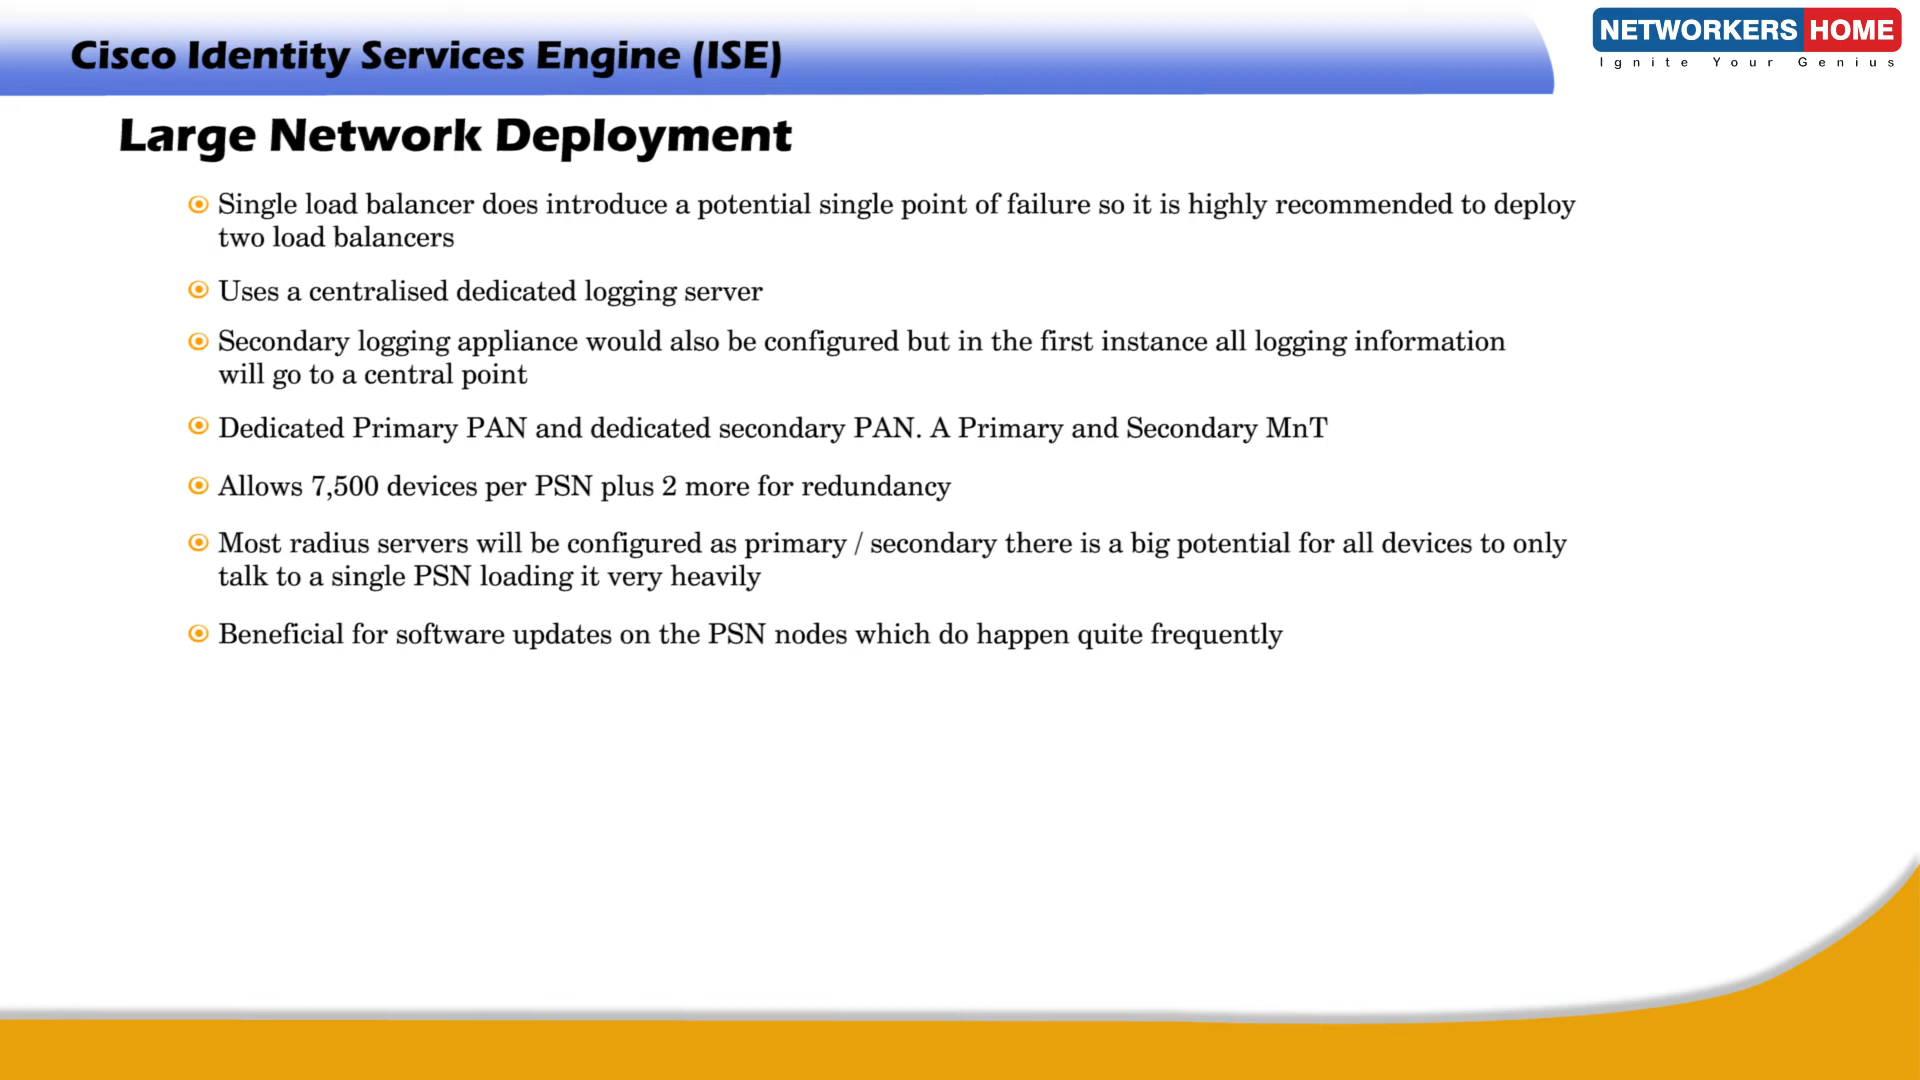 Cisco Identity Services Engine (ISE)
NETWORKERS HOME
Ignite Your Genius
Large Network Deployment
Single load balancer does introduce a potential single point of failure so it is highly recommended to deploy
two load balancers
Uses a centralised dedicated logging server
Secondary logging appliance would also be configured but in the first instance all logging information
will go to a central point
Dedicated Primary PAN and dedicated secondary PAN. A Primary and Secondary MnT
Allows 7,500 devices per PSN plus 2 more for redundancy
Most radius servers will be configured as primary / secondary there is a big potential for all devices to only
talk to a single PSN loading it very heavily
Beneficial for software updates on the PSN nodes which do happen quite frequently